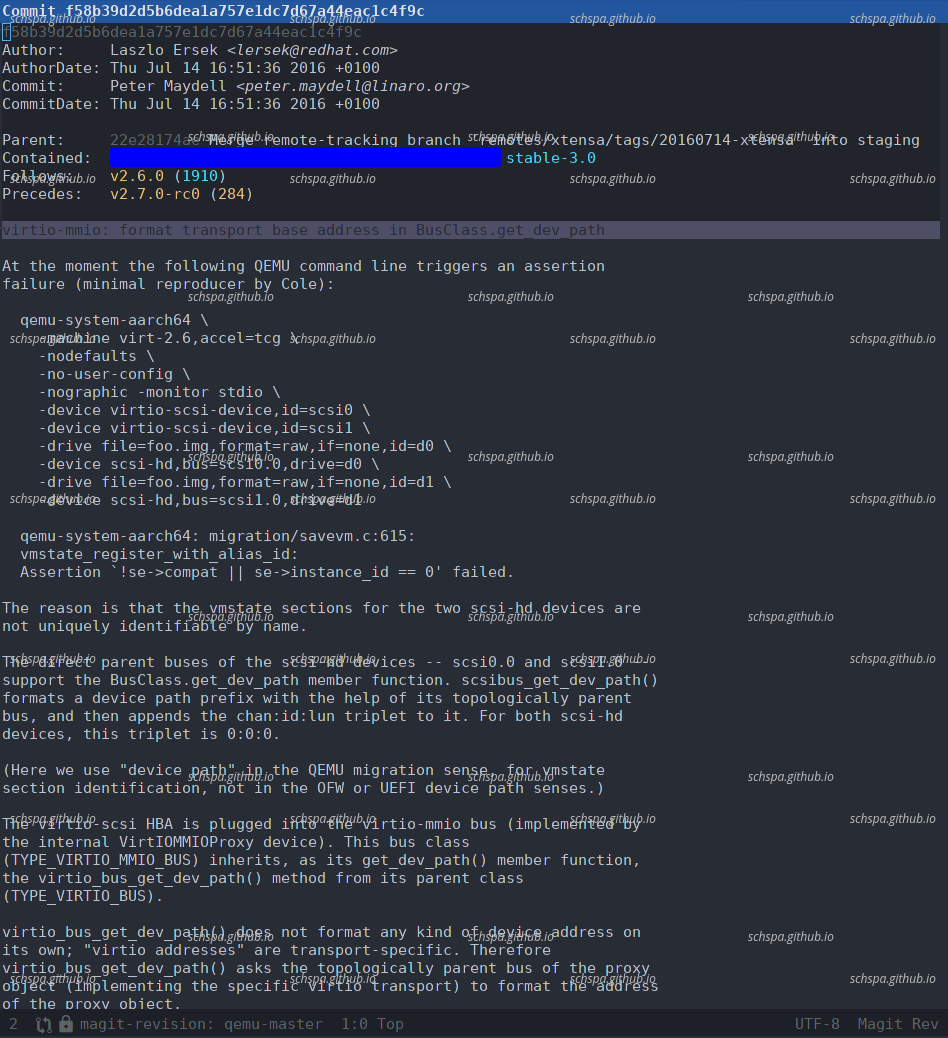 Commit f58b39d2d5b6dea1a757e1dc7d67a44eac1c4f9c
f58b39d2d5b6dea1a757e1dc7d67a44eac1c4f9c
Author:     Laszlo Ersek <lersek@redhat.com>
AuthorDate: Thu Jul 14 16:51:36 2016 +0100
Commit:     Peter Maydell <peter.maydell@linaro.org>
CommitDate: Thu Jul 14 16:51:36 2016 +0100
Parent:     22e28174ad Merge remote-tracking branch 'remotes/xtensa/tags/20160714-xtensa' into staging
Contained:  stable-3.0
Follows:    v2.6.0 (1910)
Precedes:   v2.7.0-rc0 (284)
virtio-mmio: format transport base address in BusClass.get_dev_path
At the moment the following QEMU command line triggers an assertion
failure (minimal reproducer by Cole):
qemu-system-aarch64 \
-machine virt-2.6,accel=tcg \
-nodefaults \
-no-user-config \
-nographic -monitor stdio \
-device virtio-scsi-device,id=scsi0 \
-device virtio-scsi-device,id=scsi1 \
-drive file=foo.img,format=raw,if=none,id=d0 \
-device scsi-hd,bus=scsi0.0,drive=d0 \
-drive file=foo.img,format=raw,if=none,id=d1 \
-device scsi-hd,bus=scsi1.0,drive=d1
qemu-system-aarch64: migration/savevm.c:615:
vmstate_register_with_alias_id:
Assertion `!se->compat || se->instance_id == 0' failed.
The reason is that the vmstate sections for the two scsi-hd devices are
not uniquely identifiable by name.
The direct parent buses of the scsi-hd devices -- scsi0.0 and scsi1.0 --
support the BusClass.get_dev_path member function. scsibus_get_dev_path()
formats a device path prefix with the help of its topologically parent
bus, and then appends the chan:id:lun triplet to it. For both scsi-hd
devices, this triplet is 0:0:0.
(Here we use "device path" in the QEMU migration sense, for vmstate
section identification, not in the OFW or UEFI device path senses.)
The virtio-scsi HBA is plugged into the virtio-mmio bus (implemented by
the internal VirtIOMMIOProxy device). This bus class
(TYPE_VIRTIO_MMIO_BUS) inherits, as its get_dev_path() member function,
the virtio_bus_get_dev_path() method from its parent class
(TYPE_VIRTIO_BUS).
virtio_bus_get_dev_path() does not format any kind of device address on
its own; "virtio addresses" are transport-specific. Therefore
virtio_bus_get_dev_path() asks the topologically parent bus of the proxy
object (implementing the specific virtio transport) to format the address
of the proxy object.
2 magit-revision: qemu-master  1:0 Top UTF-8  Magit Rev
schspa.github.io